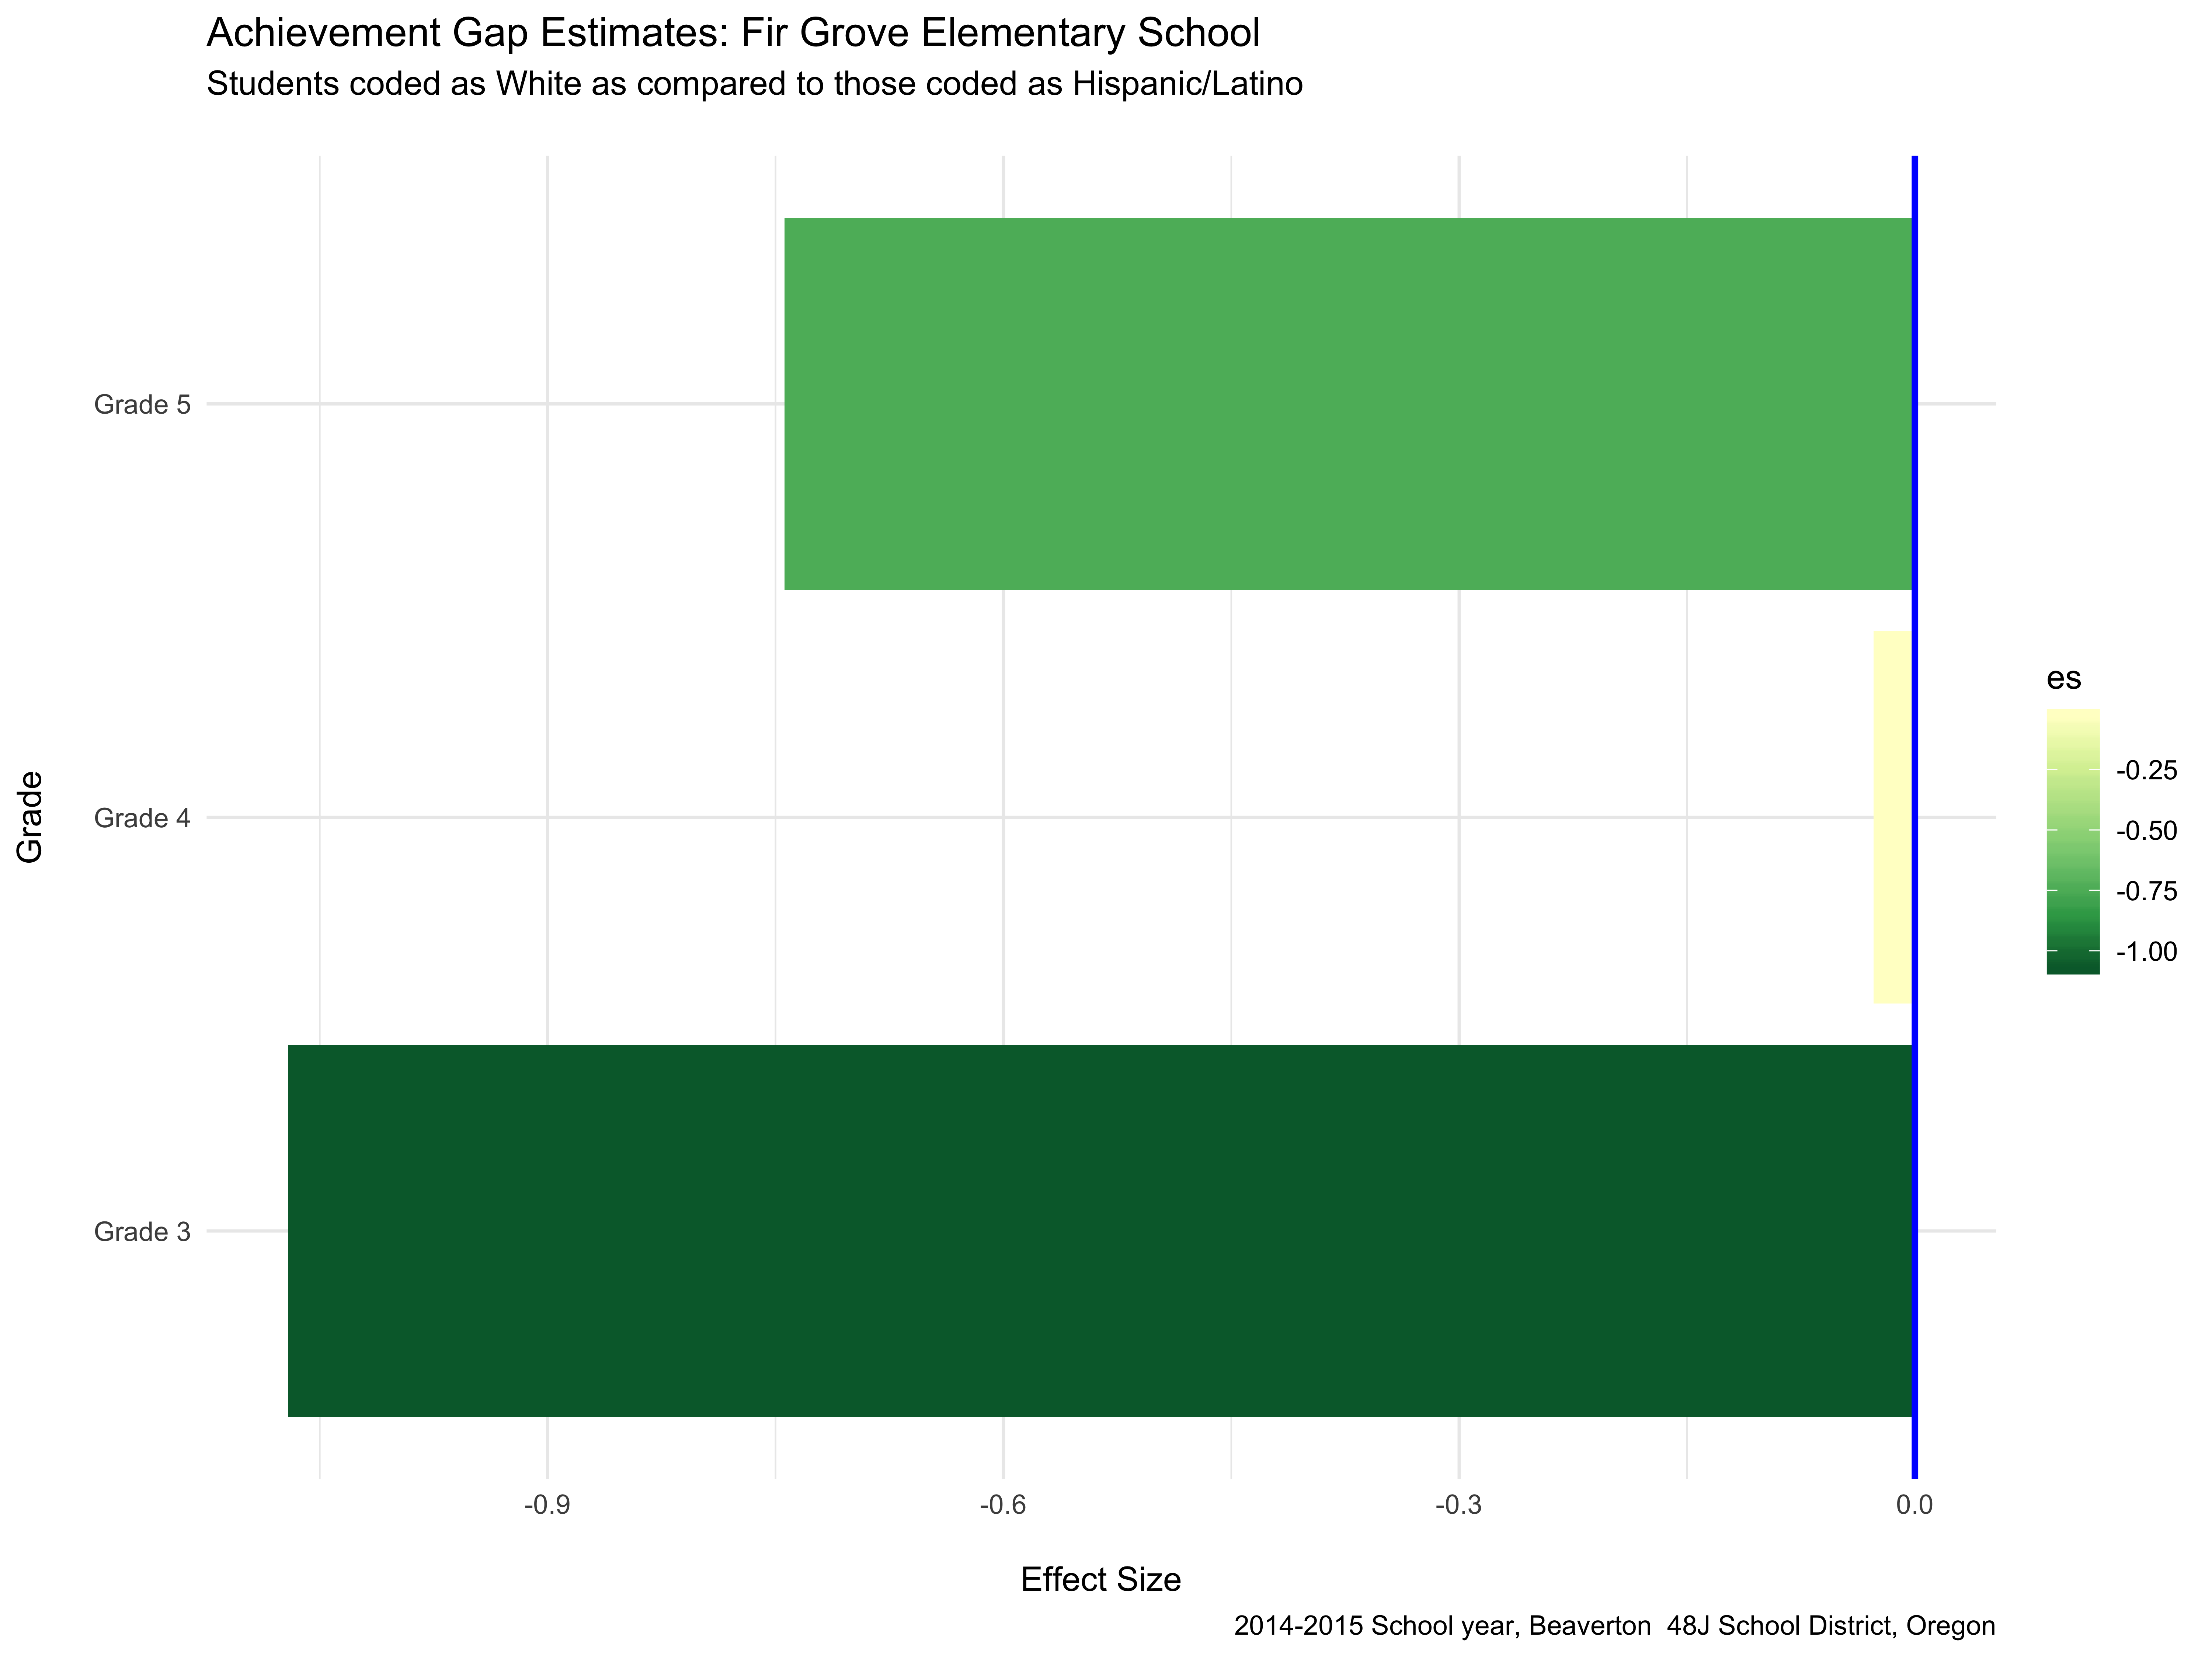 Achievement Gap Estimates: Fir Grove Elementary School
Students coded as White as compared to those coded as Hispanic/Latino
Grade
Grade 5
Grade 4
Grade 3
-0.9
-0.6
-0.3
0.0
Effect Size
es
-0.25
-0.50
-0.75
-1.00
2014-2015 School year, Beaverton  48J School District, Oregon